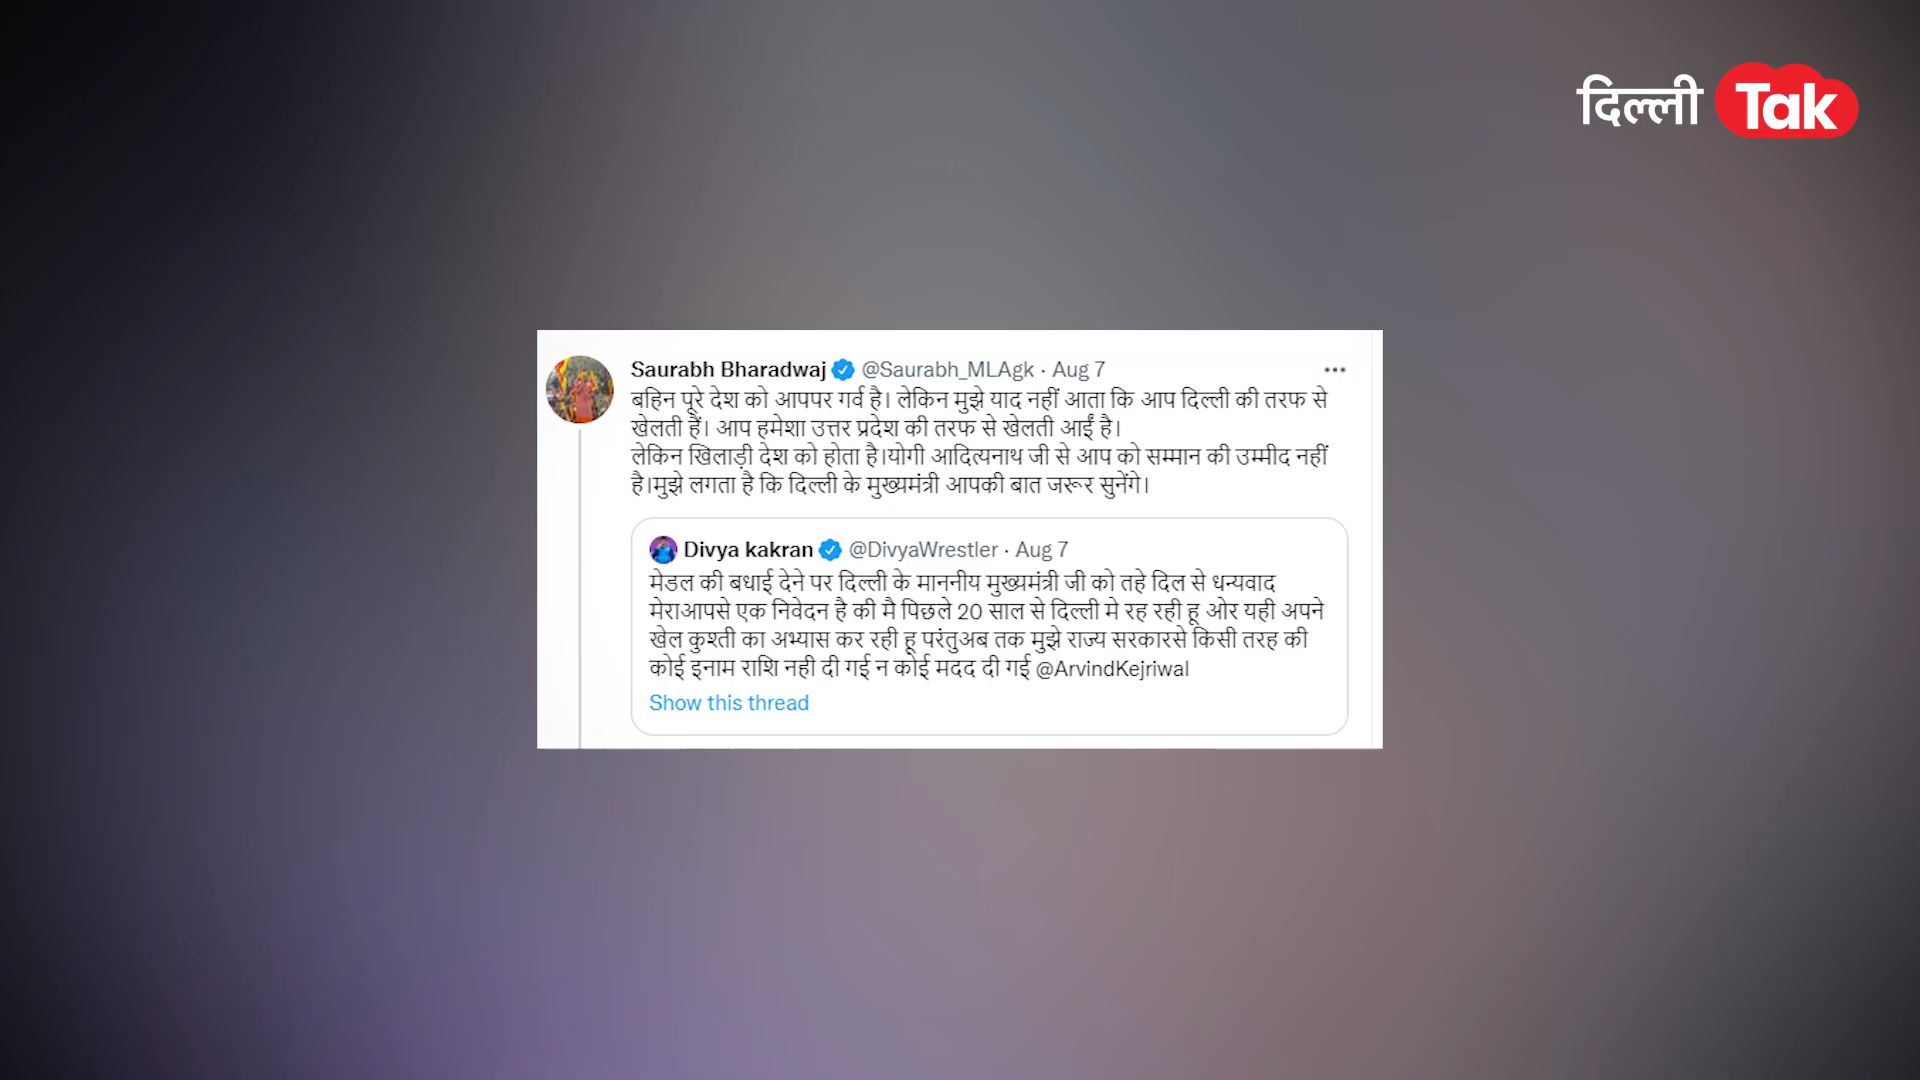 दिल्ली Tak
Saurabh Bharadwaj @Saurabh_MLAgk · Aug 7
बहिन पूरे देश को आपपर गर्व है। लेकिन मुझे याद नहीं आता कि आप दिल्ली की तरफ से
खेलती हैं। आप हमेशा उत्तर प्रदेश की तरफ से खेलती आईं है।
लेकिन खिलाड़ी देश को होता है।योगी आदित्यनाथ जी से आप को सम्मान की उम्मीद नहीं
है।मुझे लगता है कि दिल्ली के मुख्यमंत्री आपकी बात जरूर सुनेंगे।
Divya kakran @DivyaWrestler · Aug 7
मेडल की बधाई देने पर दिल्ली के माननीय मुख्यमंत्री जी को तहे दिल से धन्यवाद
मेराआपसे एक निवेदन है की मै पिछले 20 साल से दिल्ली मे रह रही हू ओर यही अपने
खेल कुश्ती का अभ्यास कर रही हू परंतुअब तक मुझे राज्य सरकारसे किसी तरह की
कोई इनाम राशि नही दी गई न कोई मदद दी गई @ArvindKejriwal
Show this thread